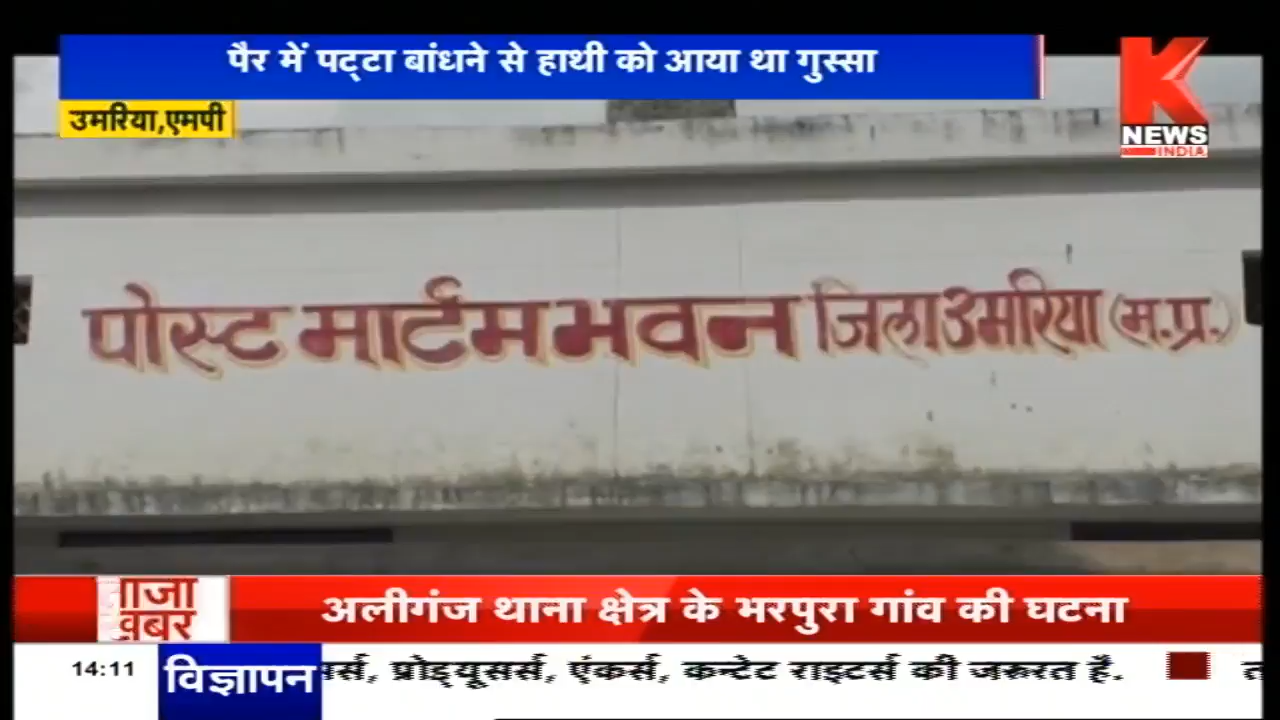 पैर में पट्टा बांधने से हाथी को आया था गुस्सा
उमरिया,एमपी
K
NEWS
INDIA
पोस्ट मार्टम भवन जिला उमरिया (म.प्र.)
ताजा
खबर
अलीगंज थाना क्षेत्र के भरपुरा गांव की घटना
14:11 विज्ञापन र्स, प्रोड्यूसर्स, एंकर्स, कन्टेट राइटर्स की जरुरत है.